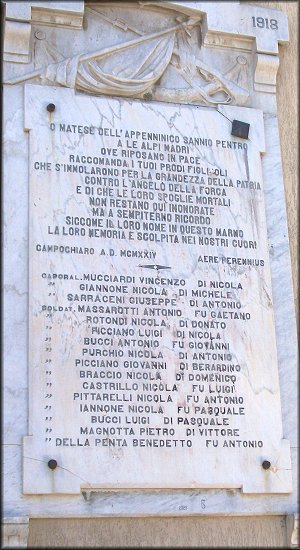 1918
O MATESE DELL'APPENNINICO SANNIO PENTRO
A LE ALPI MADRI
OVE RIPOSANO IN PACE
RACCOMANDA I TUOI PRODI FIGLIOLI
CHE S'INMOLARONO PER LA GRANDEZZA DELLA PATRIA
CONTRO L'ANGELO DELLA FORCA
E DI CHE LE LORO SPOGLIE MORTALI
NON RESTANO QUI INONORATE
MA A SEMPITERNO RICORDO
SICCOME IL LORO NOME IN QUESTO MARMO
LA LORO MEMORIA È SCOLPITA NEI NOSTRI CUORI
CAMPOCHIARO A. D. MCMXXIV AERE PERENNIUS
CAPORAL. MUCCIARDI VINCENZO DI NICOLA
" GIANNONE NICOLA DI MICHELE
" SARRACENI GIUSEPPE DI ANTONIO
SOLDAT. MASSAROTTI ANTONIO FU GAETANO
" ROTONDI NICOLA DI DONATO
" PICCIANO LUIGI DI NICOLA
" BUCCI ANTONIO FU GIOVANNI
" PURCHIO NICOLA DI ANTONIO
" PICCIANO GIOVANNI DI BERARDINO
" BRACCIO NICOLA DI DOMENICO
" CASTRILLO NICOLA FU LUIGI
" PITTARELLI NICOLA FU ANTONIO
" IANNONE NICOLA FU PASQUALE
" BUCCI LUIGI DI PASQUALE
" MAGNOTTA PIETRO DI VITTORE
" DELLA PENTA BENEDETTO FU ANTONIO